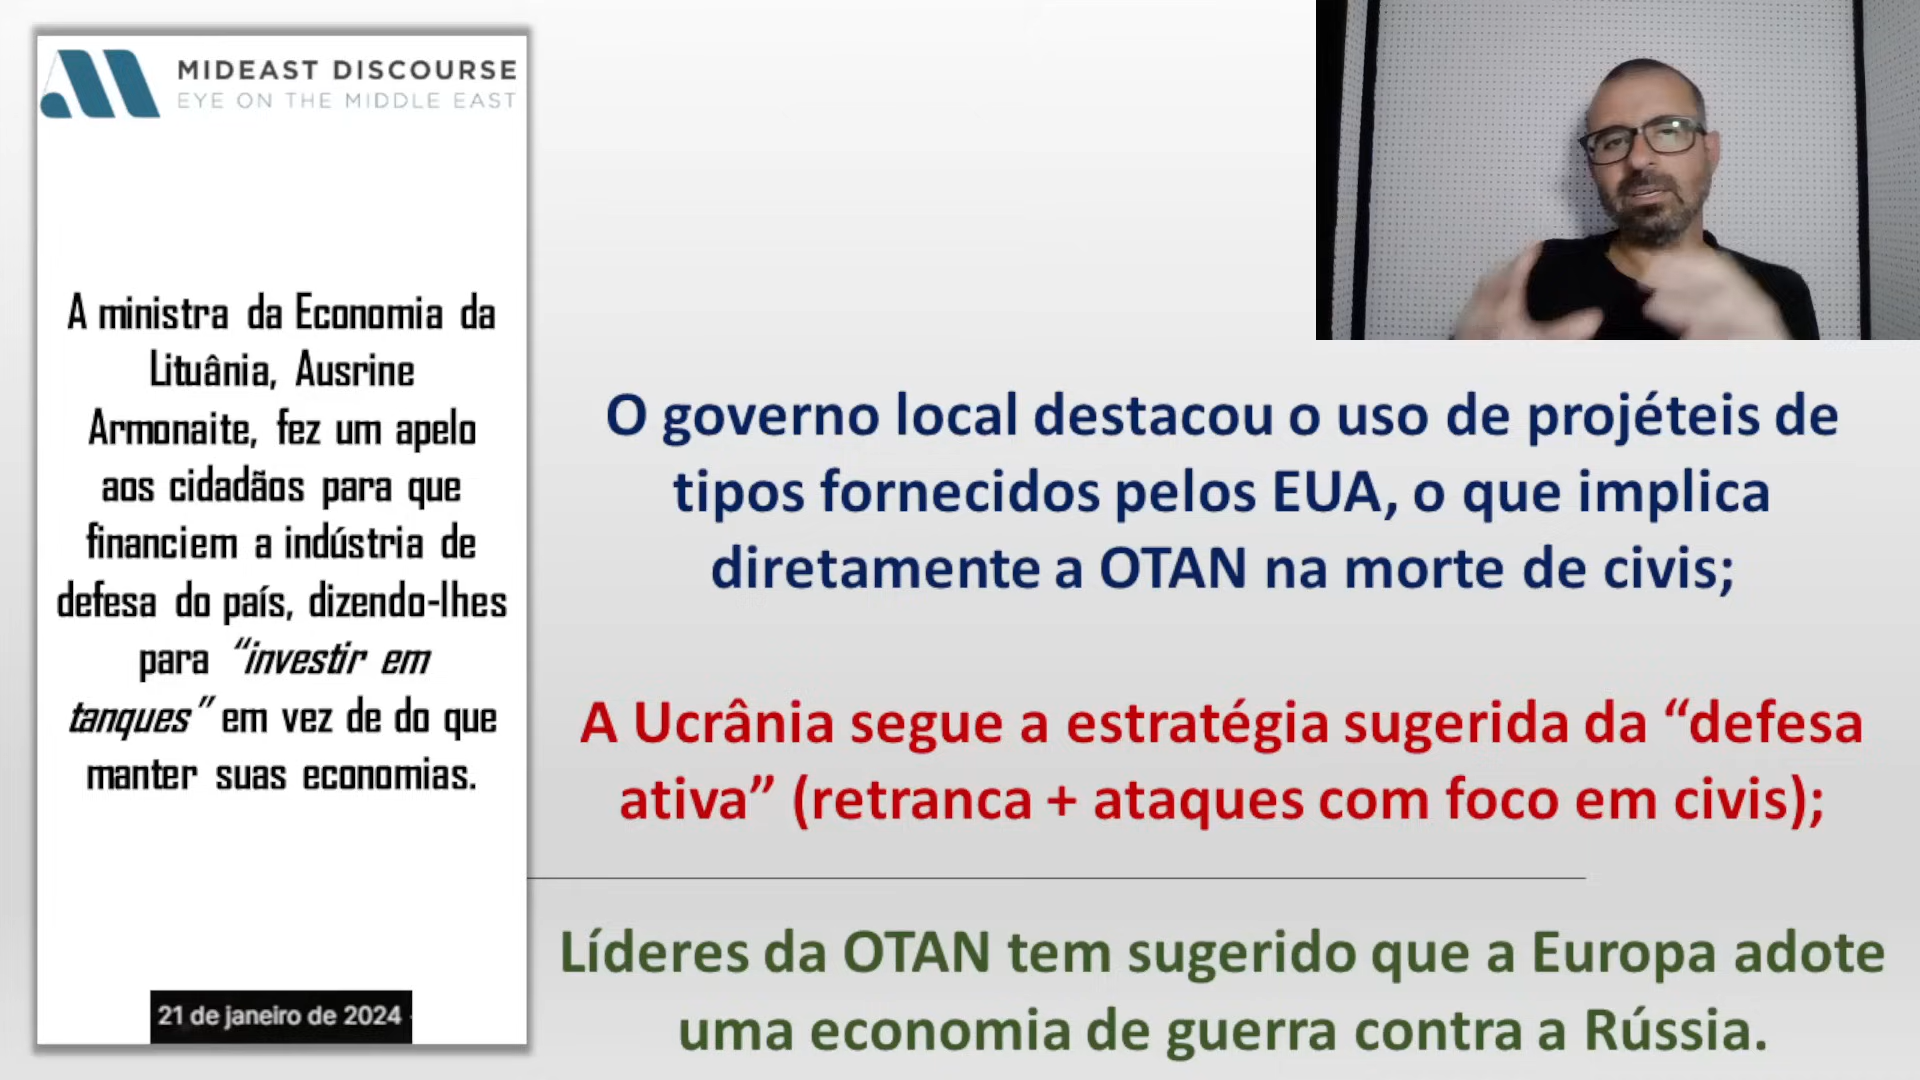 MIDEAST DISCOURSE
EYE ON THE MIDDLE EAST
A ministra da Economia da
Lituânia, Ausrine
Armonaite, fez um apelo
aos cidadãos para que
financiem a indústria de
defesa do país, dizendo-lhes
para “investir em
tanques” em vez de do que
manter suas economias.
21 de janeiro de 2024
O governo local destacou o uso de projéteis de
tipos fornecidos pelos EUA, o que implica
diretamente a OTAN na morte de civis;
A Ucrânia segue a estratégia sugerida da “defesa
ativa” (retranca + ataques com foco em civis);
Líderes da OTAN tem sugerido que a Europa adote
uma economia de guerra contra a Rússia.